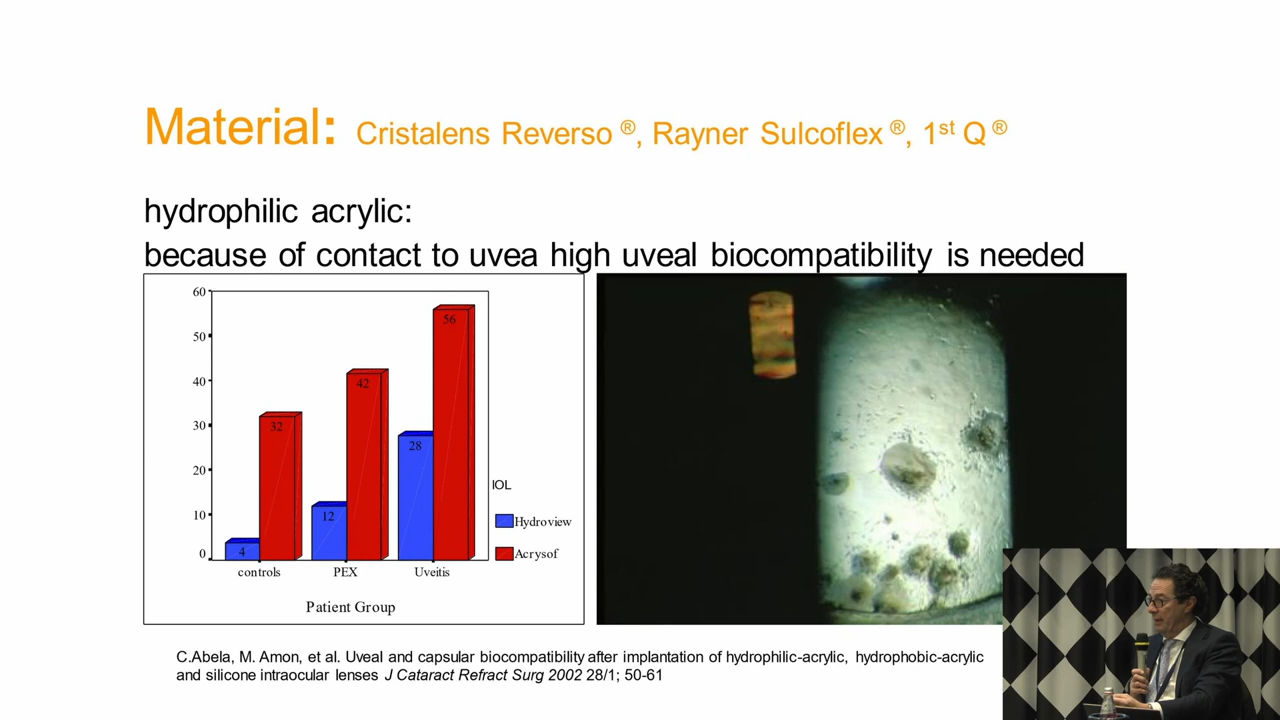 Material: Cristalens Reverso ®, Rayner Sulcoflex ®, 1st Q ®
hydrophilic acrylic:
because of contact to uvea high uveal biocompatibility is needed
60
50
40
30
20
10
0
32
42
56
4
12
28
controls PEX Uveitis
Patient Group
IOL
Hydroview
Acrysof
C.Abela, M. Amon, et al. Uveal and capsular biocompatibility after implantation of hydrophilic-acrylic, hydrophobic-acrylic
and silicone intraocular lenses J Cataract Refract Surg 2002 28/1; 50-61